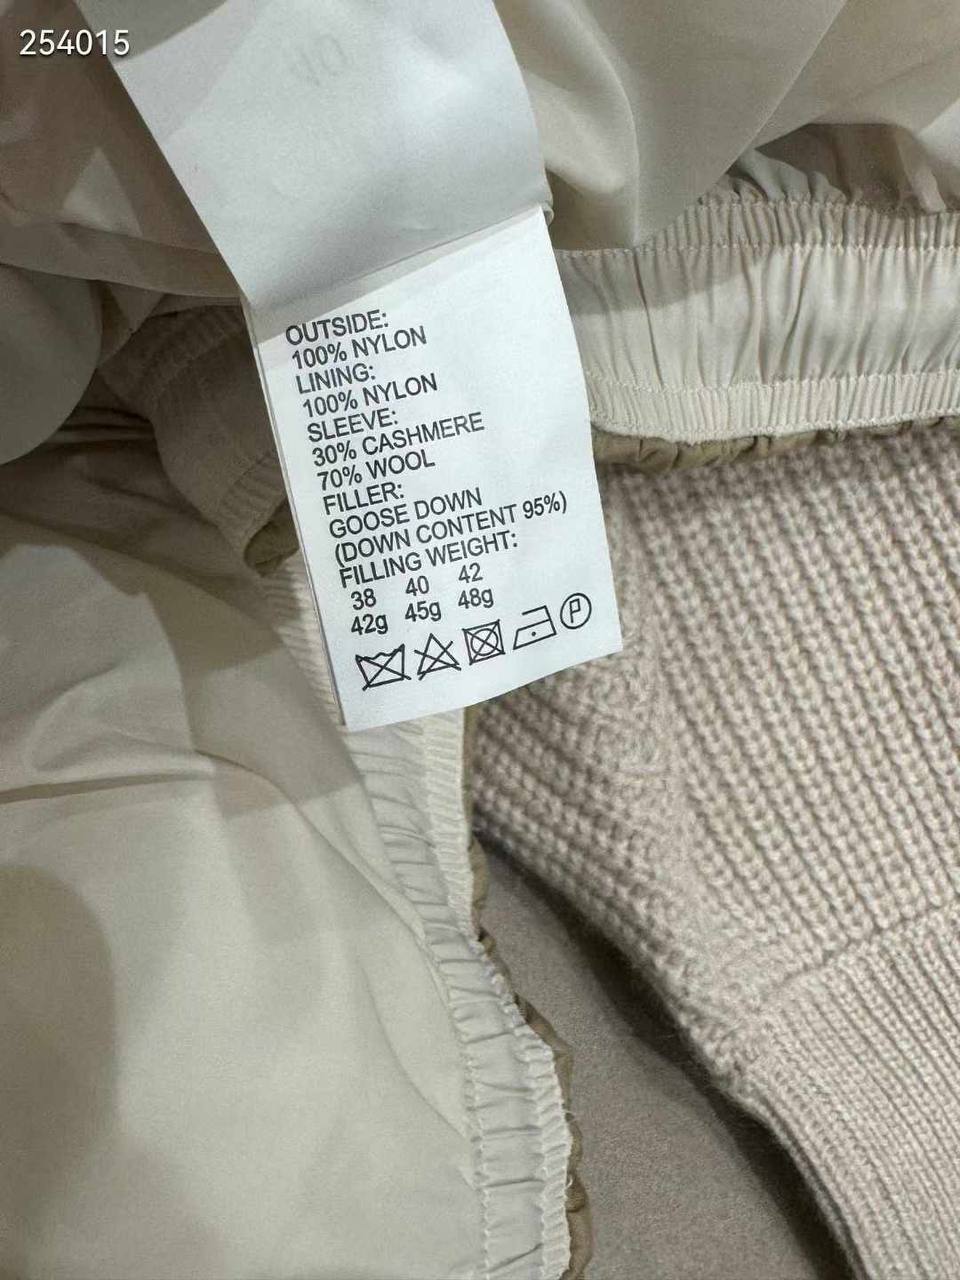 254015
OUTSIDE:
100% NYLON
LINING:
100% NYLON
SLEEVE:
30% CASHMERE
70% WOOL
FILLER:
GOOSE DOWN
(DOWN CONTENT 95%)
FILLING WEIGHT:
38 40 42
42g 45g 48g
P